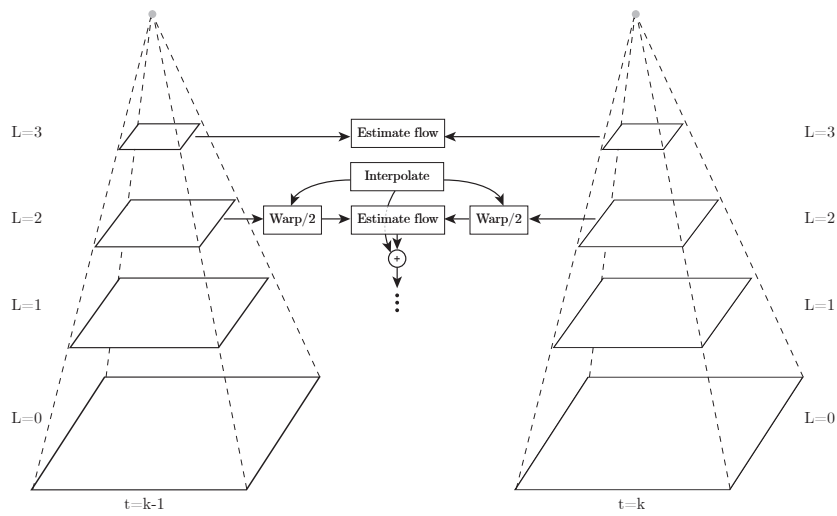 L=3
Estimate flow
L=3
Interpolate
L=2
Warp/2
Estimate flow
Warp/2
L=2
+
L=1
L=1
L=0
L=0
t=k-1
t=k